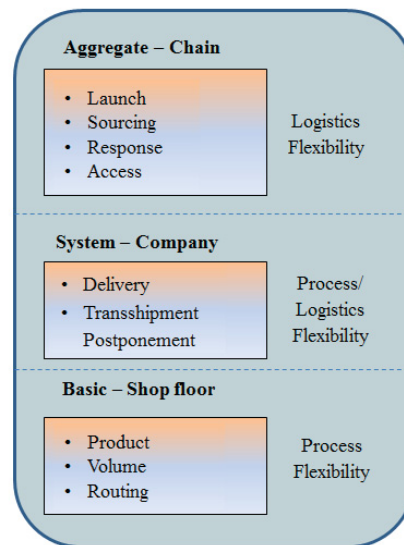 Aggregate – Chain
• Launch
• Sourcing
• Response
• Access
Logistics
Flexibility
System – Company
• Delivery
• Transshipment
Postponement
Process/
Logistics
Flexibility
Basic – Shop floor
• Product
• Volume
• Routing
Process
Flexibility